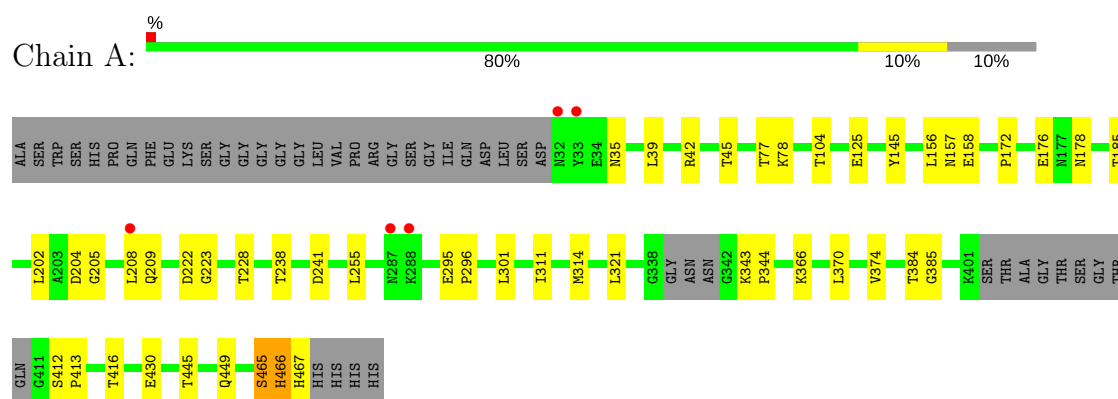 %
Chain A:
80% 10% 10%
ALA SER TRP SER HIS PRO GLN PHE GLU LYS SER GLY GLY GLY GLY GLY LEU VAL PRO ARG GLY SER GLY ILE GLN ASP LEU SER ASP N32 Y33 E34 N35 L39 R42 T45 T77 K78 T104 E125 Y145 L156 N157 E158 P172 E176 N177 N178 T185
L202 A203 D204 G205 L208 Q209 D222 G223 T228 T238 D241 L255 N287 K288 E295 P296 L301 I311 M314 L321 G338 GLY ASN ASN G342 K343 P344 K366 L370 V374 T384 G385 K401 SER THR ALA GLY THR SER GLY THR
GLN G411 S412 P413 T416 E430 T445 Q449 S465 H466 H467 HIS HIS HIS HIS